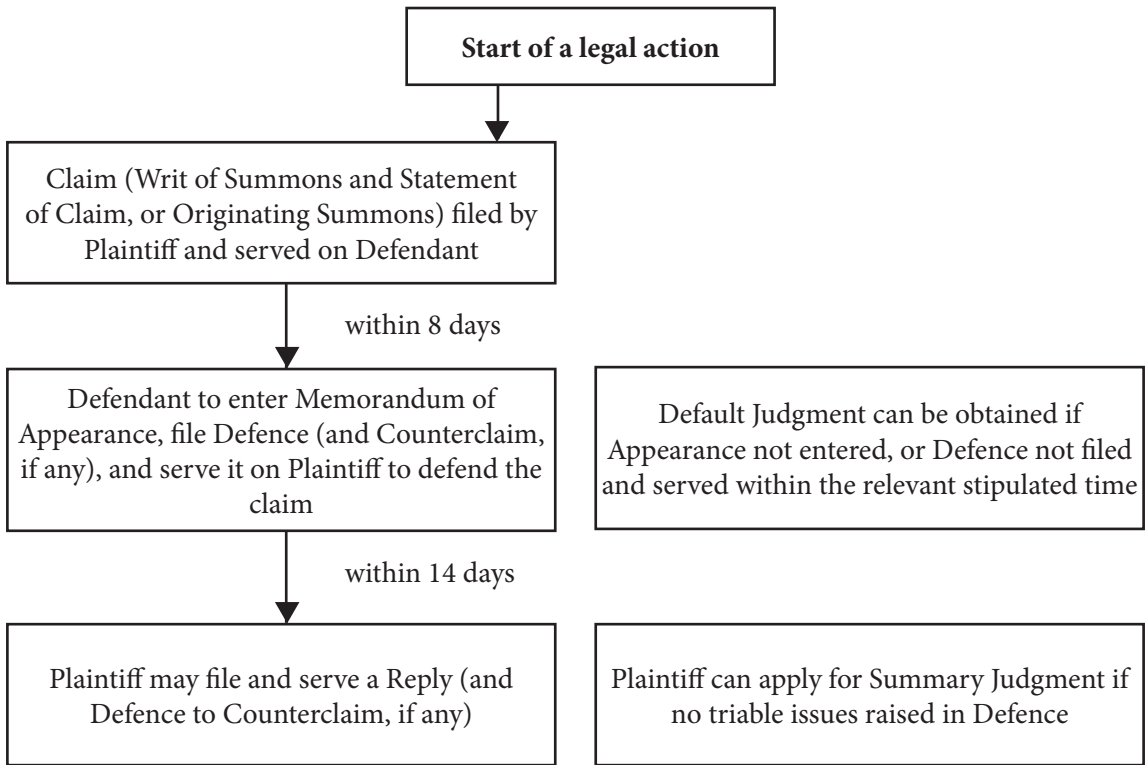 Start of a legal action
Claim (Writ of Summons and Statement
of Claim, or Originating Summons) filed by
Plaintiff and served on Defendant
within 8 days
Defendant to enter Memorandum of
Appearance, file Defence (and Counterclaim,
if any), and serve it on Plaintiff to defend the
claim
Default Judgment can be obtained if
Appearance not entered, or Defence not filed
and served within the relevant stipulated time
within 14 days
Plaintiff may file and serve a Reply (and
Defence to Counterclaim, if any)
Plaintiff can apply for Summary Judgment if
no triable issues raised in Defence